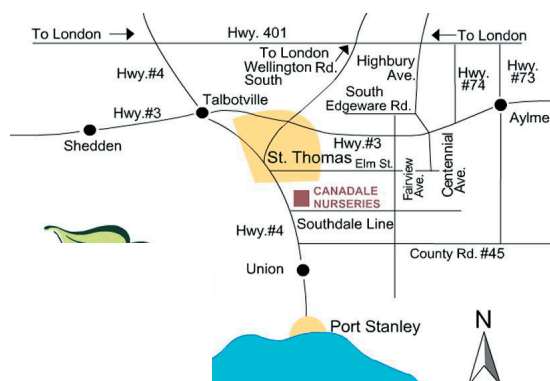 To London
Hwy. 401
To London
To London
Wellington Rd.
South
Highbury
Ave.
Hwy.#4
Hwy.
#74
Hwy.
#73
South
Edgeware Rd.
Talbotville
Hwy.#3
Aylme
Shedden
Hwy.#3
St. Thomas
Elm St.
Fairview
Ave.
Centennial
Ave.
CANADALE
NURSERIES
Southdale Line
Hwy.#4
County Rd. #45
Union
Port Stanley
N